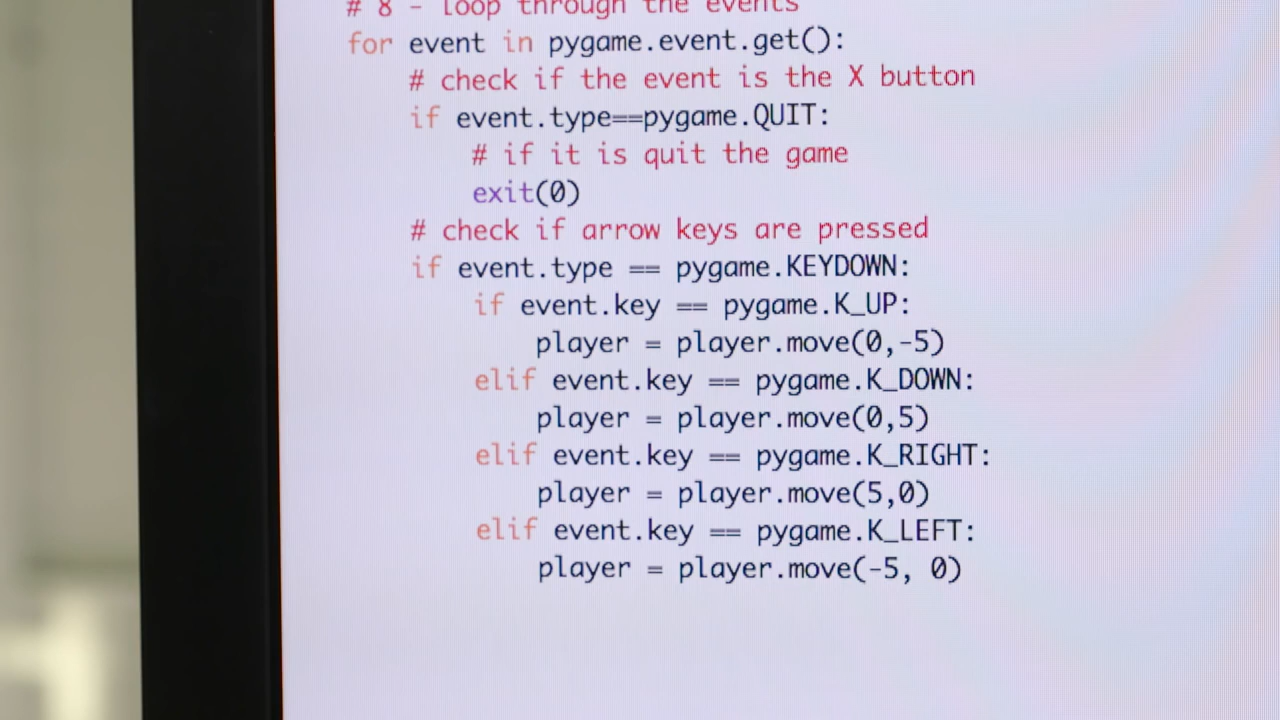 # 8 - loop through the events
for event in pygame.event.get():
# check if the event is the X button
if event.type==pygame.QUIT:
# if it is quit the game
exit(0)
# check if arrow keys are pressed
if event.type == pygame.KEYDOWN:
if event.key == pygame.K_UP:
player = player.move(0,-5)
elif event.key == pygame.K_DOWN:
player = player.move(0,5)
elif event.key == pygame.K_RIGHT:
player = player.move(5,0)
elif event.key == pygame.K_LEFT:
player = player.move(-5, 0)